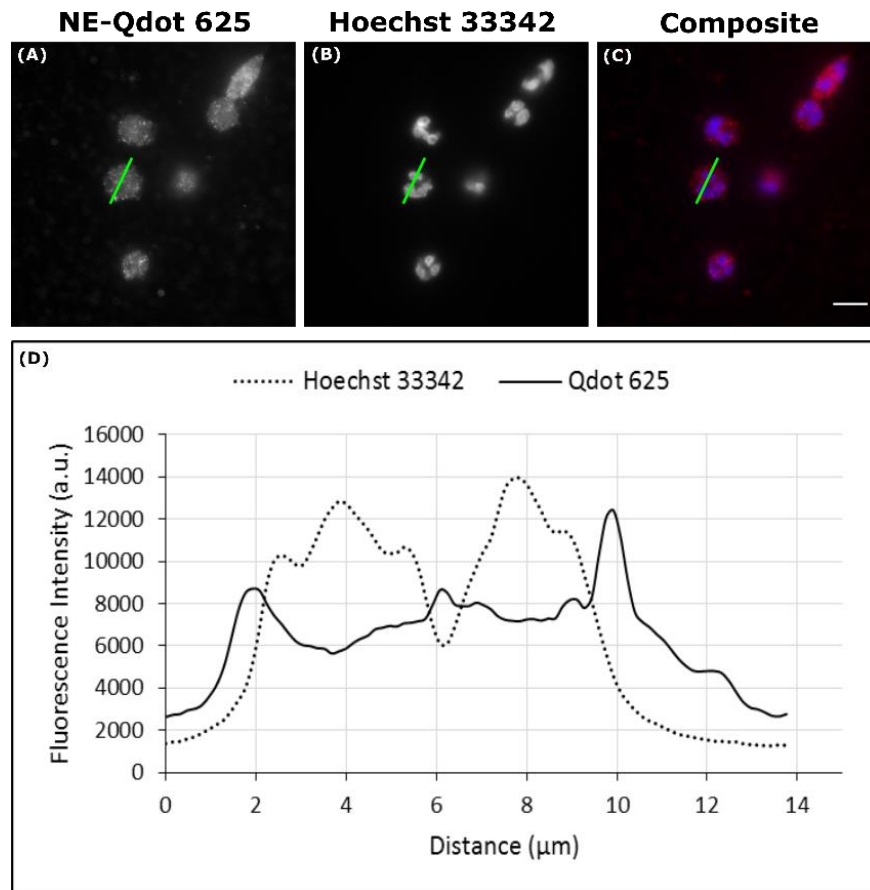 NE-Qdot 625 Hoechst 33342 Composite
(A) (B) (C)
(D)
Hoechst 33342 Qdot 625
Fluorescence Intensity (a.u.)
16000
14000
12000
10000
8000
6000
4000
2000
0
0 2 4 6 8 10 12 14
Distance (µm)